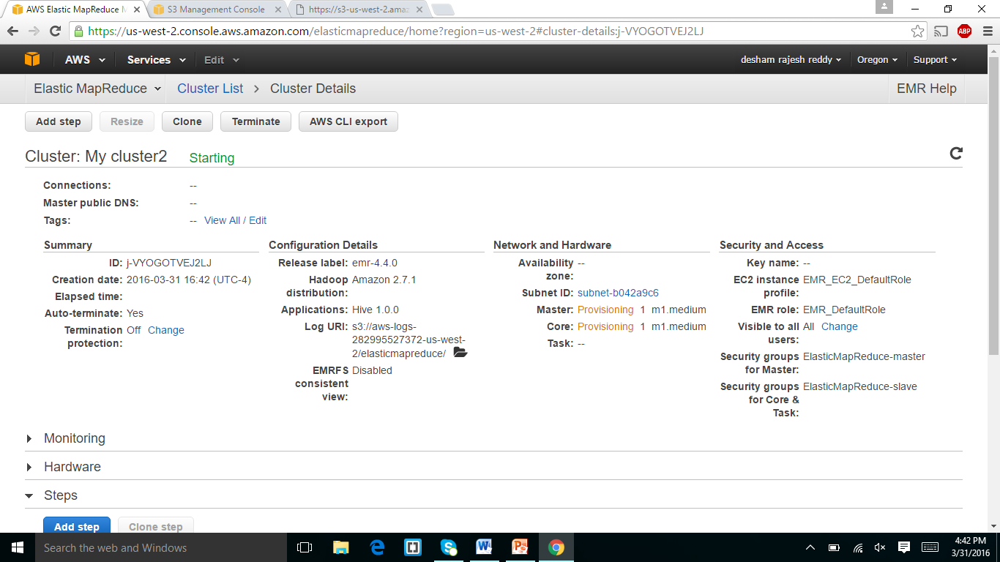 AWS Elastic MapReduce M
S3 Management Console
https://s3-us-west-2.amaz
https://us-west-2.console.aws.amazon.com/elasticmapreduce/home?region=us-west-2#cluster-details:j-VYOGOTVEJ2LJ
ABP
AWS Services Edit desham rajesh reddy Oregon Support
Elastic MapReduce Cluster List > Cluster Details EMR Help
Add step Resize Clone Terminate AWS CLI export
Cluster: My cluster2 Starting
Connections: --
Master public DNS: --
Tags: -- View All / Edit
Summary
ID: j-VYOGOTVEJ2LJ
Creation date: 2016-03-31 16:42 (UTC-4)
Elapsed time:
Auto-terminate: Yes
Termination Off Change
protection:
Configuration Details
Release label: emr-4.4.0
Hadoop Amazon 2.7.1
distribution:
Applications: Hive 1.0.0
Log URI: s3://aws-logs-
282995527372-us-west-
2/elasticmapreduce/
EMRFS Disabled
consistent
view:
Network and Hardware
Availability --
zone:
Subnet ID: subnet-b042a9c6
Master: Provisioning 1 m1.medium
Core: Provisioning 1 m1.medium
Task: --
Security and Access
Key name: --
EC2 instance EMR_EC2_DefaultRole
profile:
EMR role: EMR_DefaultRole
Visible to all All Change
users:
Security groups ElasticMapReduce-master
for Master:
Security groups ElasticMapReduce-slave
for Core &
Task:
Monitoring
Hardware
Steps
Add step Clone step
Search the web and Windows
4:42 PM
3/31/2016